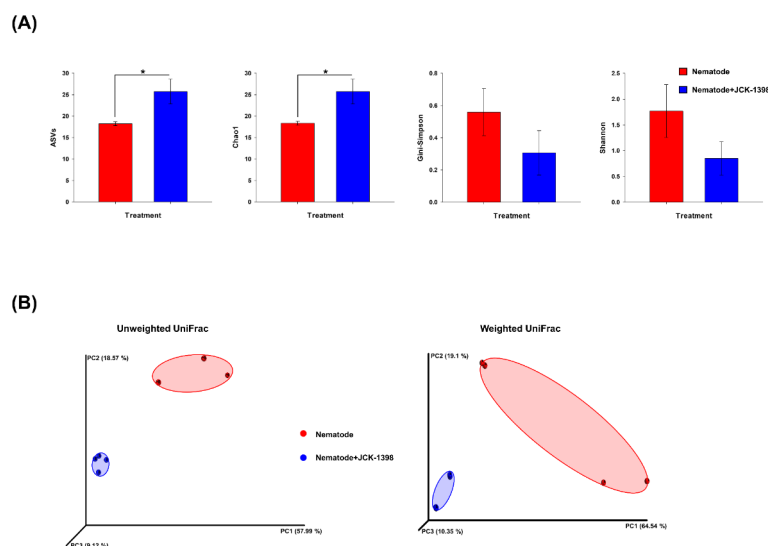 (A)
30
25
20
15
10
5
0
ASVs
*
Treatment
30
25
20
15
10
5
0
Chao1
*
Treatment
0.8
0.6
0.4
0.2
0.0
Gini-Simpson
Treatment
2.5
2.0
1.5
1.0
0.5
0.0
Shannon
Treatment
Nematode
Nematode+JCK-1398
(B)
Unweighted UniFrac
PC2 (18.57 %)
PC1 (57.99 %)
Nematode
Nematode+JCK-1398
Weighted UniFrac
PC2 (19.1 %)
PC3 (10.35 %)
PC1 (64.54 %)